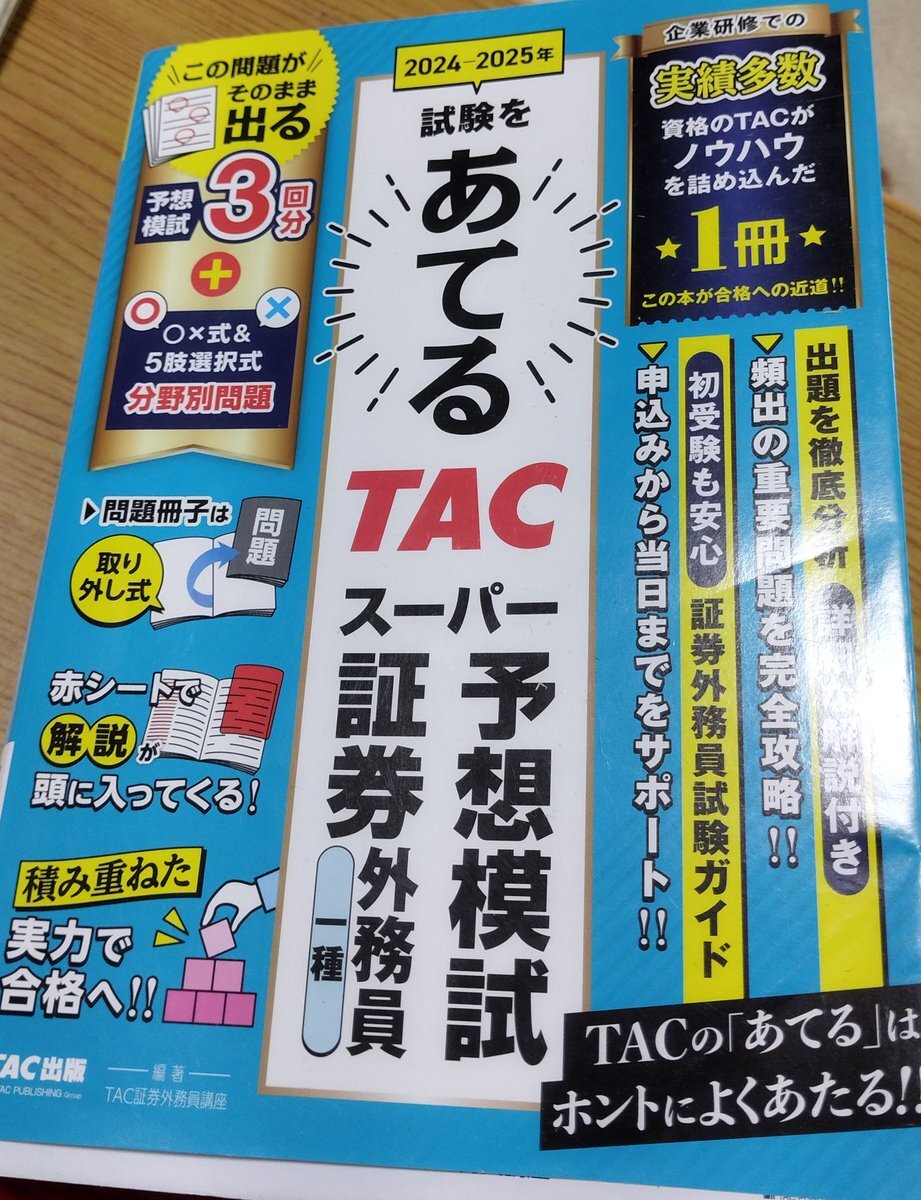 この問題が
そのまま
出る
予想
模試
3回分
+
○ ×
○×式&
5肢選択式
分野別問題
▶問題冊子は
取り
外し式
問題
赤シートで
解説が
頭に入ってくる!
積み重ねた
実力で
合格へ!!
TAC出版
TAC PUBLISHING Group
編著
TAC証券外務員講座
2024-2025年
試験を
あてる
TAC
スーパー
予想模試
証券外務員
一種
企業研修での
実績多数
資格のTACが
ノウハウ
を詰め込んだ
★1冊★
この本が合格への近道!!
出題を徹底分析 詳細な解説付き
▼頻出の重要問題を完全攻略!!
初受験も安心 証券外務員試験ガイド
▼申込みから当日までをサポート!!
TACの「あてる」は
ホントによくあたる!!